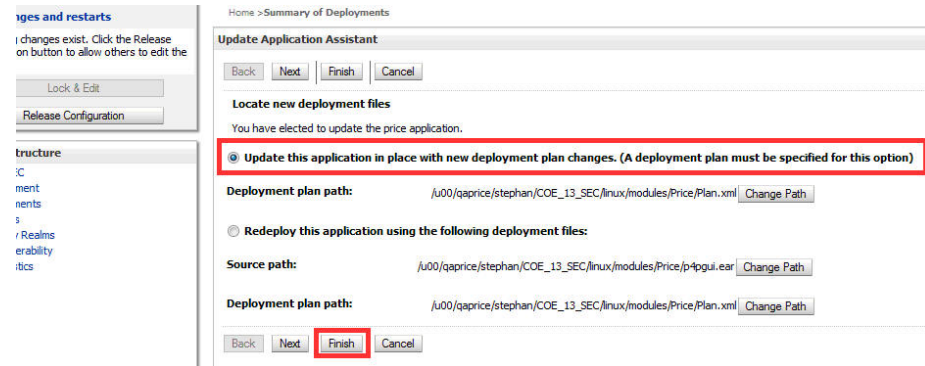 nges and restarts
changes exist. Click the Release
on button to allow others to edit the
Lock & Edit
Release Configuration
tructure
EC
ment
ments
s
y Realms
erability
stics
Home >Summary of Deployments
Update Application Assistant
Back Next Finish Cancel
Locate new deployment files
You have elected to update the price application.
Update this application in place with new deployment plan changes. (A deployment plan must be specified for this option)
Deployment plan path: /u00/qaprice/stephan/COE_13_SEC/linux/modules/Price/Plan.xml Change Path
Redeploy this application using the following deployment files:
Source path: /u00/qaprice/stephan/COE_13_SEC/linux/modules/Price/p4pgui.ear Change Path
Deployment plan path: /u00/qaprice/stephan/COE_13_SEC/linux/modules/Price/Plan.xml Change Path
Back Next Finish Cancel